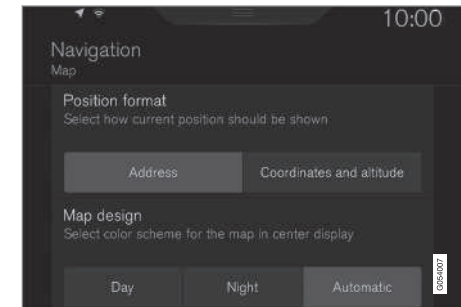 10:00
Navigation
Map
Position format
Select how current position should be shown
Address
Coordinates and altitude
Map design
Select color scheme for the map in center display
Day
Night
Automatic
G054007